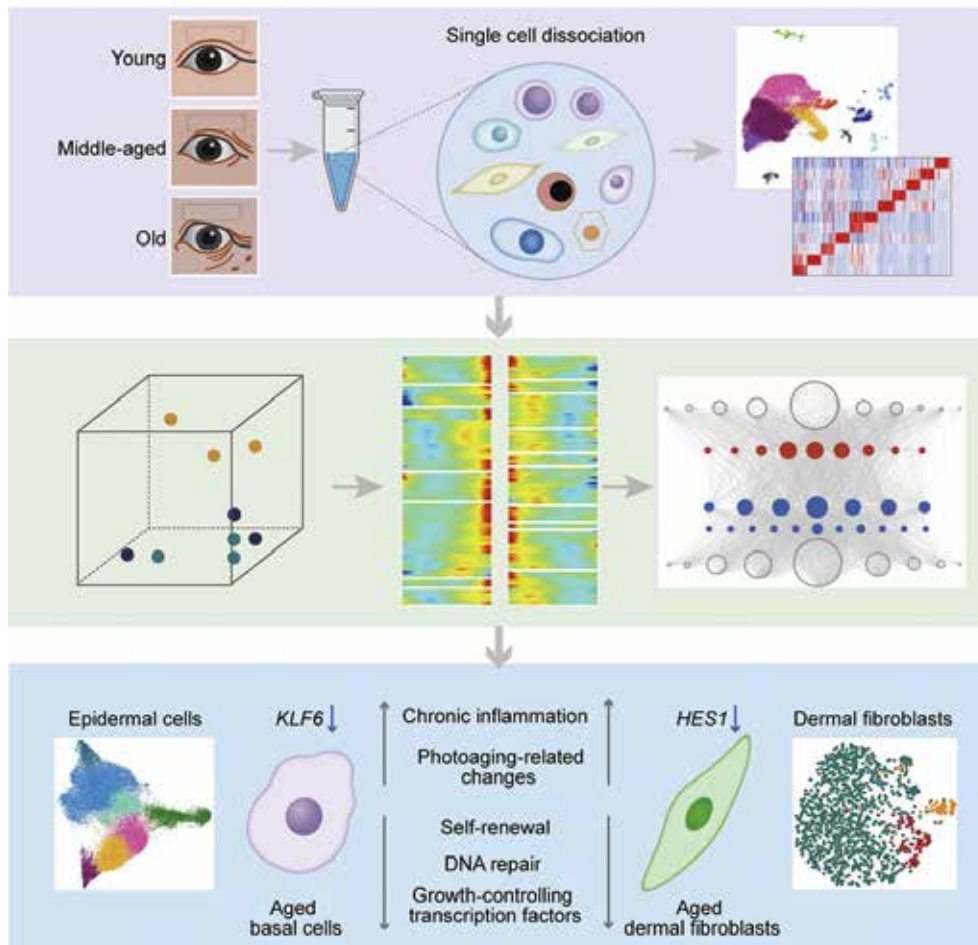 Young
Middle-aged
Old
Single cell dissociation
Epidermal cells
KLF6
Chronic inflammation
HES1
Dermal fibroblasts
Photoaging-related
changes
Self-renewal
DNA repair
Growth-controlling
transcription factors
Aged
basal cells
Aged
dermal fibroblasts